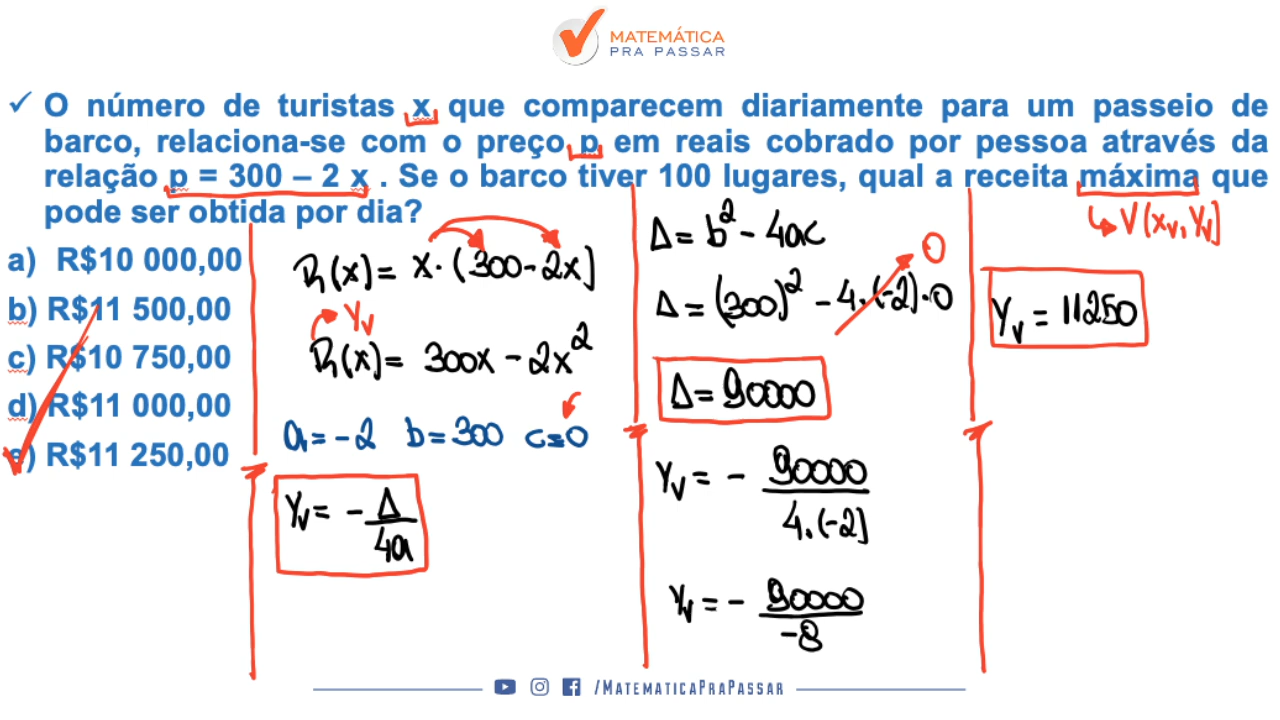 MATEMÁTICA
PRA PASSAR
✓ O número de turistas x que comparecem diariamente para um passeio de
barco, relaciona-se com o preço p em reais cobrado por pessoa através da
relação p = 300 – 2 x . Se o barco tiver 100 lugares, qual a receita máxima que
pode ser obtida por dia?
↳ V(xv, Yv)
a) R$10 000,00
b) R$11 500,00
c) R$10 750,00
d) R$11 000,00
e) R$11 250,00
R(x) = x · (300 - 2x)
Yv
R(x) = 300x - 2x²
a = -2 b = 300 c = 0
Yv = - Δ/4a
Δ = b² - 4ac
Δ = (300)² - 4·(-2)·0
0
Δ = 90000
Yv = - 90000/4·(-2)
Yv = - 90000/-8
Yv = 11250
/MatematicaPraPassar